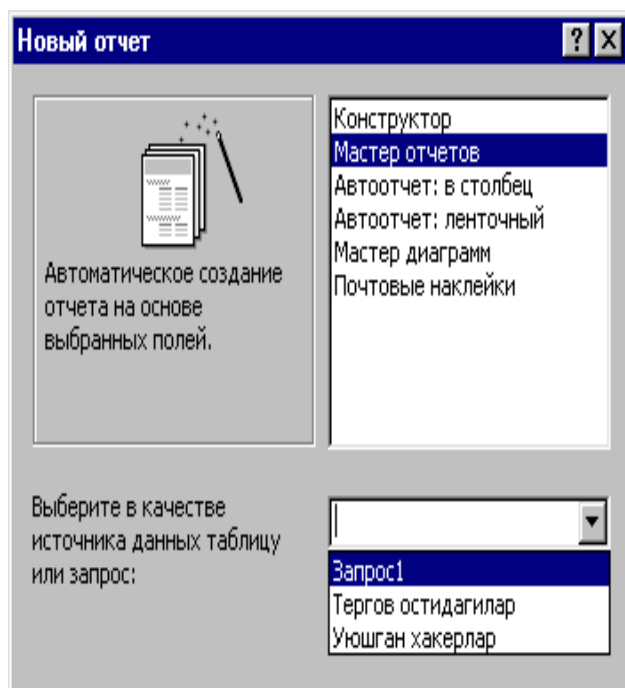 Новый отчет
Автоматическое создание
отчета на основе
выбранных полей.
Конструктор
Мастер отчетов
Автоотчет: в столбец
Автоотчет: ленточный
Мастер диаграмм
Почтовые наклейки
Выберите в качестве
источника данных таблицу
или запрос:
Запрос1
Тергов остидагилар
Уюшган хакерлар